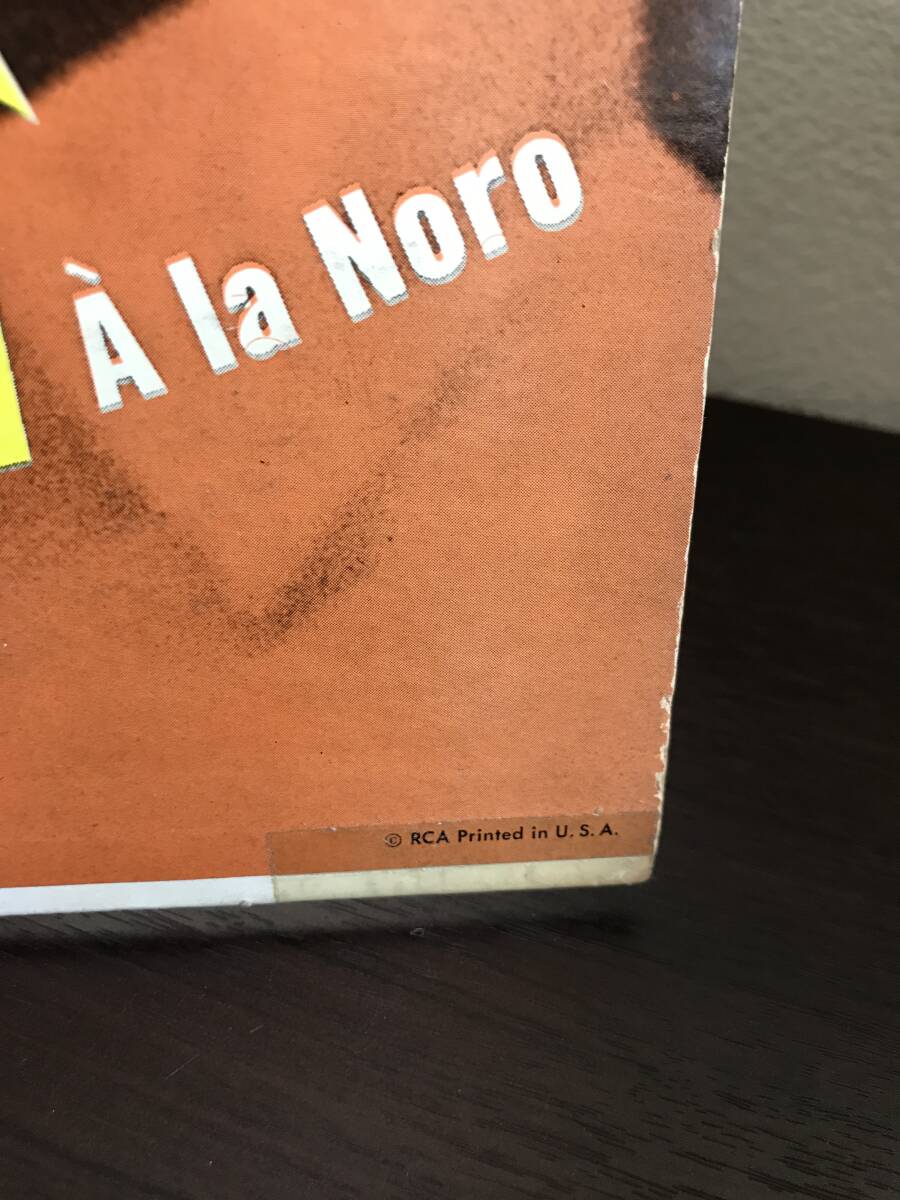 À la Noro
© RCA Printed in U. S. A.